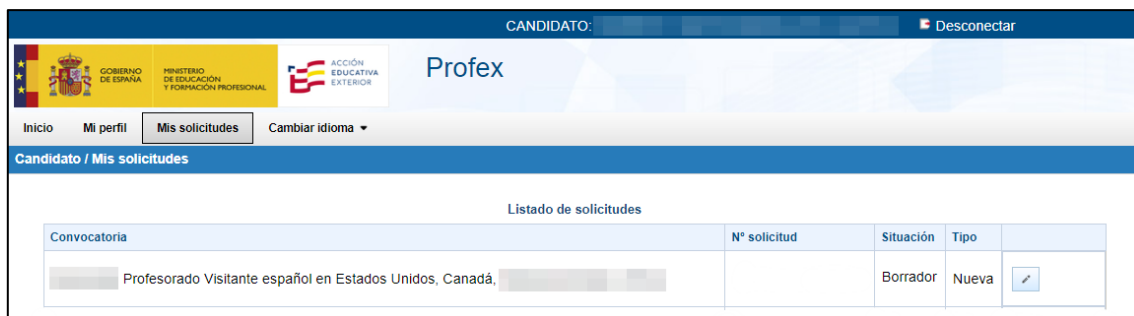 CANDIDATO:
Desconectar
GOBIERNO
DE ESPAÑA
MINISTERIO
DE EDUCACIÓN
Y FORMACIÓN PROFESIONAL
ACCIÓN
EDUCATIVA
EXTERIOR
Profex
Inicio Mi perfil Mis solicitudes Cambiar idioma
Candidato / Mis solicitudes
Listado de solicitudes
Convocatoria Nº solicitud Situación Tipo
Profesorado Visitante español en Estados Unidos, Canadá, Borrador Nueva